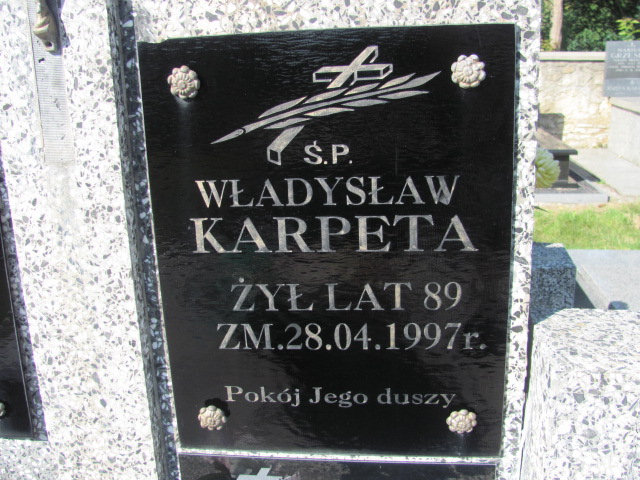 Ś.P.
WŁADYSŁAW
KARPETA
ŻYŁ LAT 89
ZM.28.04.1997r.
Pokój Jego duszy